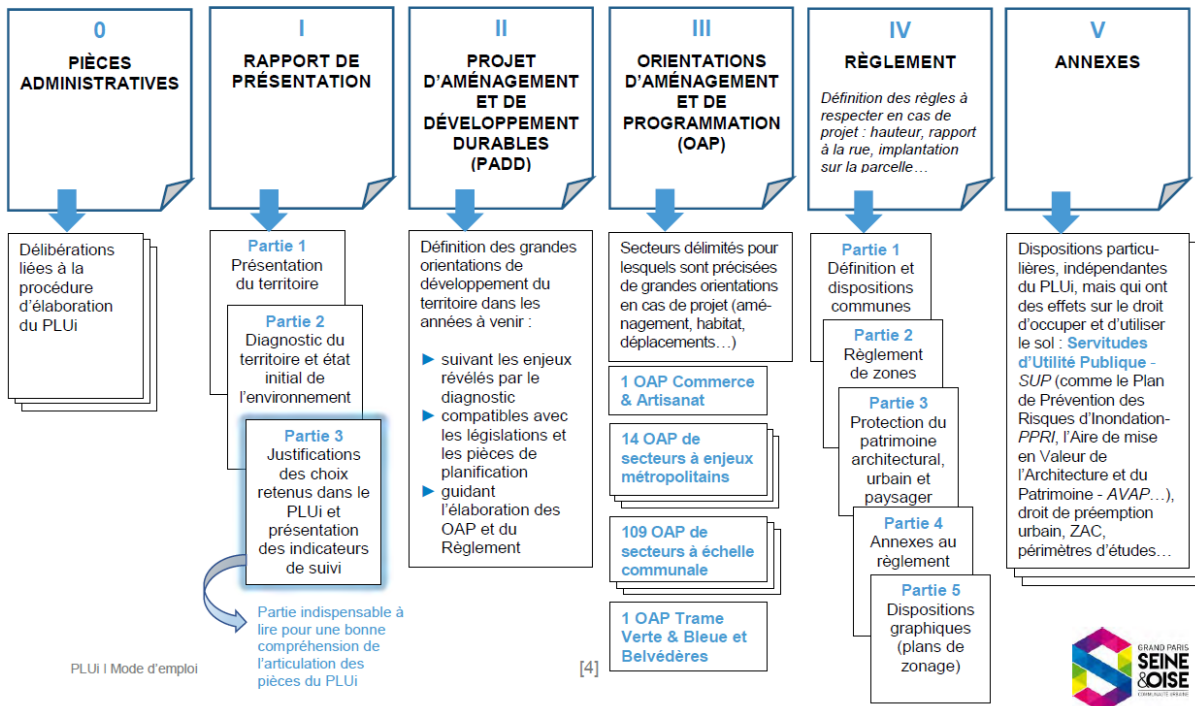 0
PIÈCES
ADMINISTRATIVES
Délibérations
liées à la
procédure
d'élaboration
du PLUi
I
RAPPORT DE
PRÉSENTATION
Partie 1
Présentation
du territoire
Partie 2
Diagnostic du
territoire et état
initial de
l'environnement
Partie 3
Justifications
des choix
retenus dans le
PLUi et
présentation
des indicateurs
de suivi
Partie indispensable à
lire pour une bonne
compréhension de
l'articulation des
pièces du PLUi
II
PROJET
D'AMÉNAGEMENT
ET DE
DÉVELOPPEMENT
DURABLES
(PADD)
Définition des grandes
orientations de
développement du
territoire dans les
années à venir :
► suivant les enjeux
révélés par le
diagnostic
► compatibles avec
les législations et
les pièces de
planification
► guidant
l'élaboration des
OAP et du
Règlement
III
ORIENTATIONS
D'AMÉNAGEMENT
ET DE
PROGRAMMATION
(OAP)
Secteurs délimités pour
lesquels sont précisées
de grandes orientations
en cas de projet (amé-
nagement, habitat,
déplacements…)
1 OAP Commerce
& Artisanat
14 OAP de
secteurs à enjeux
métropolitains
109 OAP de
secteurs à échelle
communale
1 OAP Trame
Verte & Bleue et
Belvédères
IV
RÈGLEMENT
Définition des règles à
respecter en cas de
projet : hauteur, rapport
à la rue, implantation
sur la parcelle…
Partie 1
Définition et
dispositions
communes
Partie 2
Règlement
de zones
Partie 3
Protection du
patrimoine
architectural,
urbain et
paysager
Partie 4
Annexes au
règlement
Partie 5
Dispositions
graphiques
(plans de
zonage)
V
ANNEXES
Dispositions particu-
lières, indépendantes
du PLUi, mais qui ont
des effets sur le droit
d'occuper et d'utiliser
le sol : Servitudes
d'Utilité Publique -
SUP (comme le Plan
de Prévention des
Risques d'Inondation-
PPRI, l'Aire de mise
en Valeur de
l'Architecture et du
Patrimoine - AVAP…),
droit de préemption
urbain, ZAC,
périmètres d'études…
PLUi I Mode d'emploi
[4]
GRAND PARIS
SEINE
&OISE
COMMUNAUTÉ URBAINE